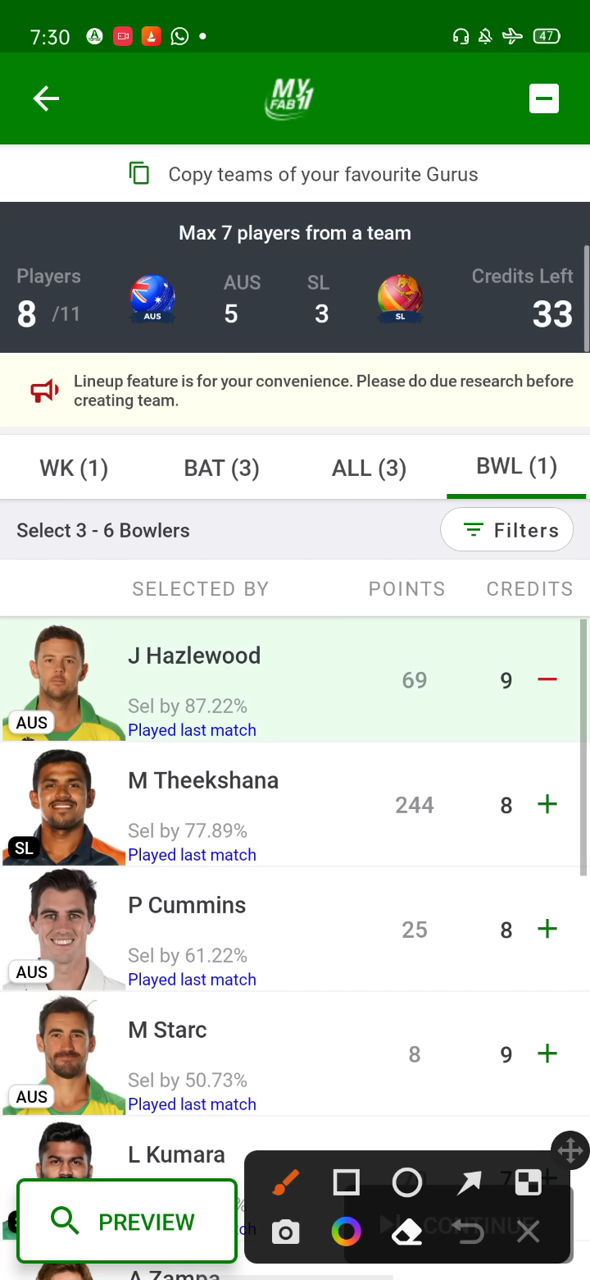 7:30
47
MY
FAB11
Copy teams of your favourite Gurus
Max 7 players from a team
Players
AUS
SL
Credits Left
8 /11
AUS
5
3
SL
33
Lineup feature is for your convenience. Please do due research before
creating team.
WK (1)
BAT (3)
ALL (3)
BWL (1)
Select 3 - 6 Bowlers
Filters
SELECTED BY
POINTS
CREDITS
J Hazlewood
69
9
Sel by 87.22%
AUS
Played last match
M Theekshana
244
8
Sel by 77.89%
SL
Played last match
P Cummins
25
8
Sel by 61.22%
AUS
Played last match
M Starc
8
9
Sel by 50.73%
AUS
Played last match
L Kumara
PREVIEW
CONTINUE
A Zampa